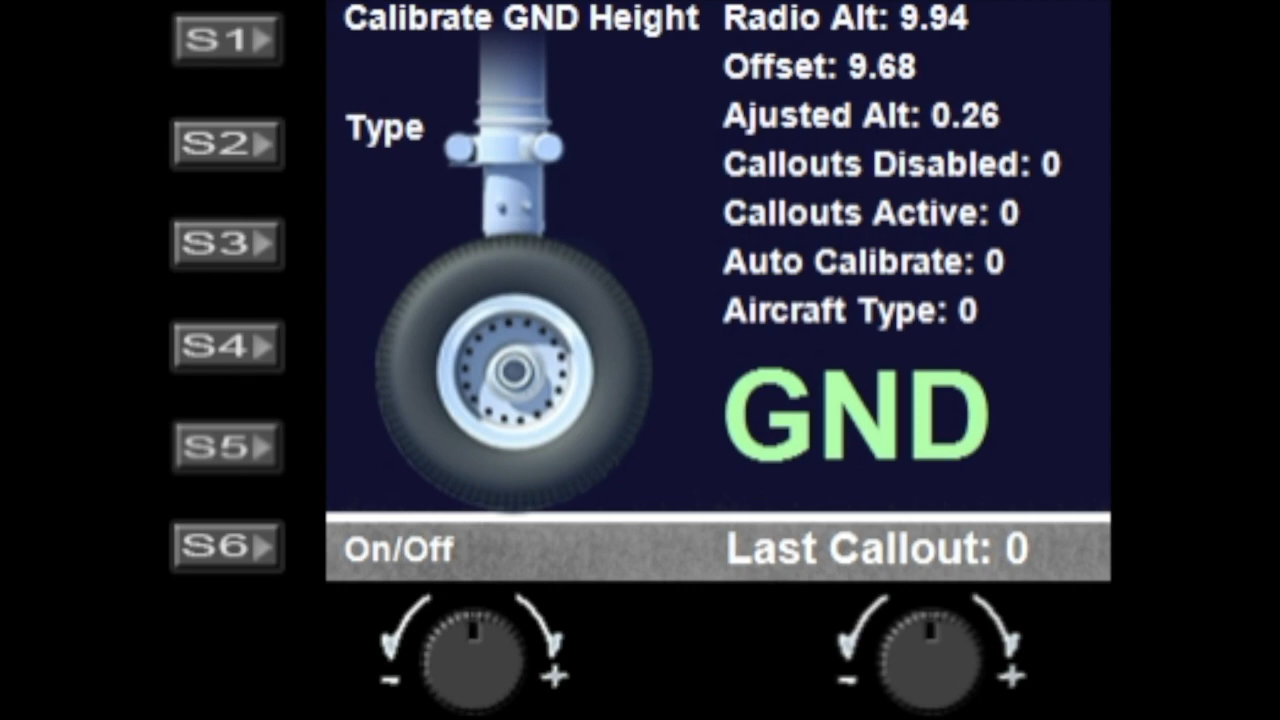 S1
Calibrate GND Height
Radio Alt: 9.94
Offset: 9.68
S2
Type
Ajusted Alt: 0.26
Callouts Disabled: 0
S3
Callouts Active: 0
Auto Calibrate: 0
S4
Aircraft Type: 0
GND
S5
S6
On/Off
Last Callout: 0
- +
- +